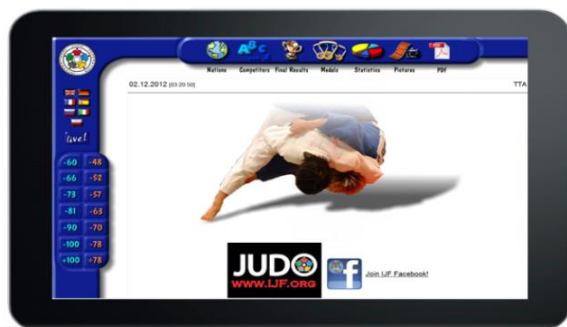 Nations Competitors Final Results Medals Statistics Pictures PDF
02.12.2012
TTA
-60 -48
-66 -52
-73 -57
-81 -63
-90 -70
-100 -78
+100 +78
JUDO
WWW.IJF.ORG
Join IJF Facebook!